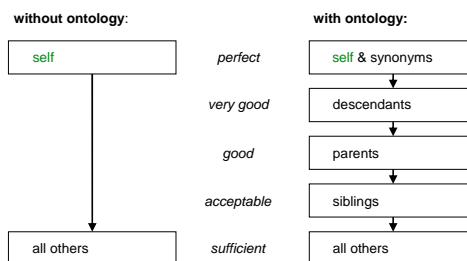 without ontology: with ontology:
self perfect self & synonyms
very good descendants
good parents
acceptable siblings
all others sufficient all others